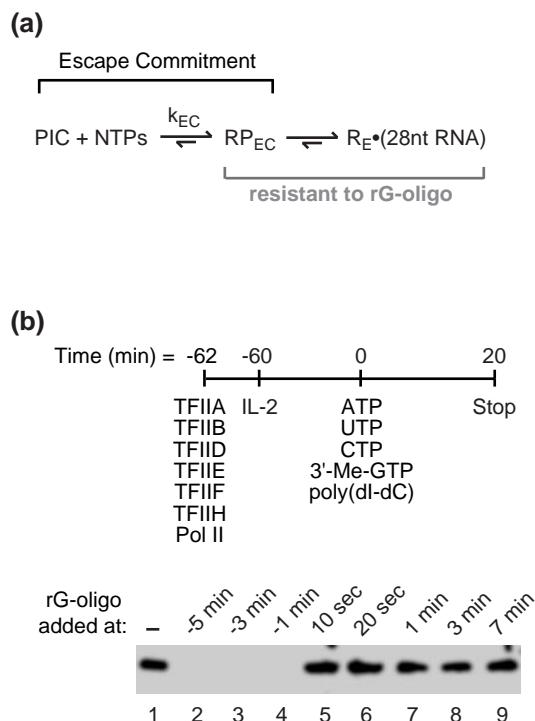 (a)
Escape Commitment
PIC + NTPs k_EC RP_EC R_E•(28nt RNA)
resistant to rG-oligo
(b)
Time (min) = -62 -60 0 20
TFIIA IL-2 ATP Stop
TFIIB UTP
TFIID CTP
TFIIE 3'-Me-GTP
TFIIF poly(dI-dC)
TFIIH
Pol II
rG-oligo
added at: – -5 min -3 min -1 min 10 sec 20 sec 1 min 3 min 7 min
1 2 3 4 5 6 7 8 9